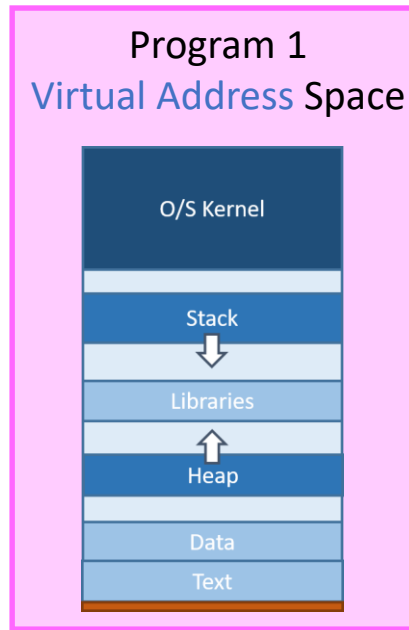 Program 1
Virtual Address Space
O/S Kernel
Stack
Libraries
Heap
Data
Text